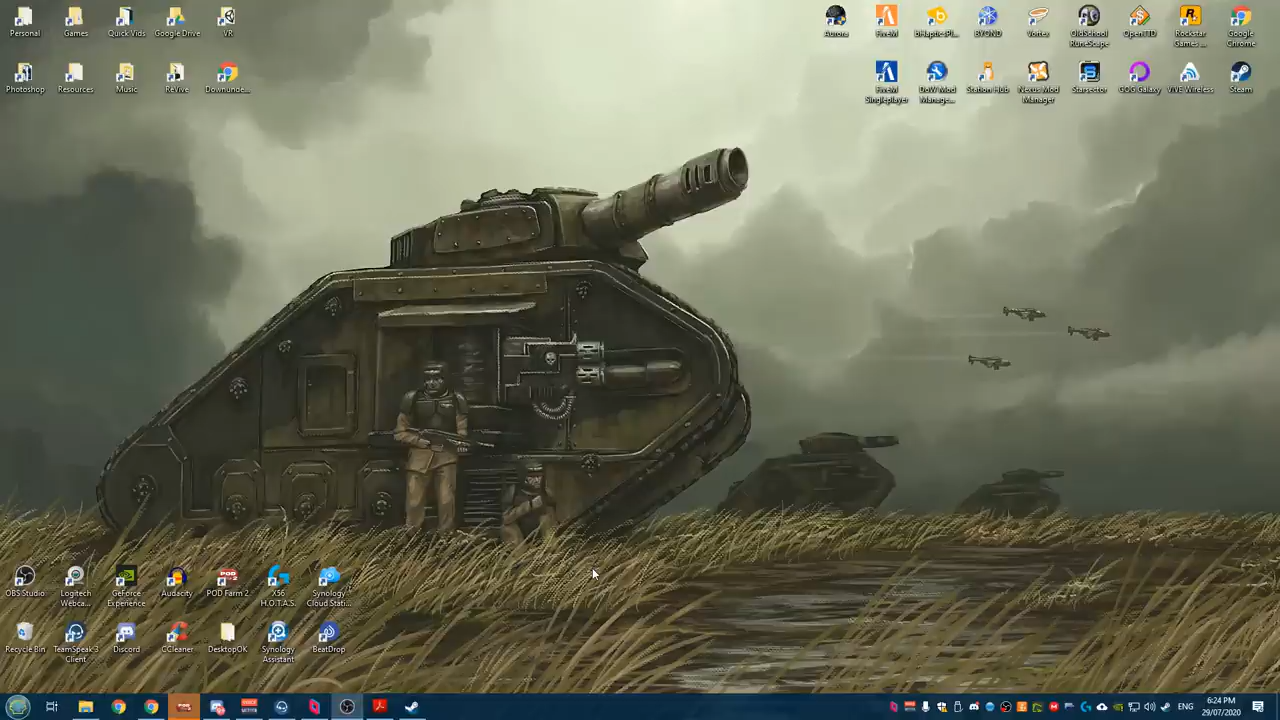 Personal
Games
Quick Vids
Google Drive
VR
Aurora
FiveM
bHaptics Pl...
BYOND
Vortex
OldSchool
RuneScape
OpenTTD
Rockstar
Games ...
Google
Chrome
Photoshop
Resources
Music
ReVive
Downunde...
FiveM
Singleplayer
DoW Mod
Manage...
Station Hub
Nexus Mod
Manager
Starsector
GOG Galaxy
VIVE Wireless
Steam
OBS Studio
Logitech
Webca...
GeForce
Experience
Audacity
POD Farm 2
X56
H.O.T.A.S.
Synology
Cloud Stati...
Recycle Bin
TeamSpeak 3
Client
Discord
CCleaner
DesktopOK
Synology
Assistant
BeatDrop
ENG
6:24 PM
29/07/2020